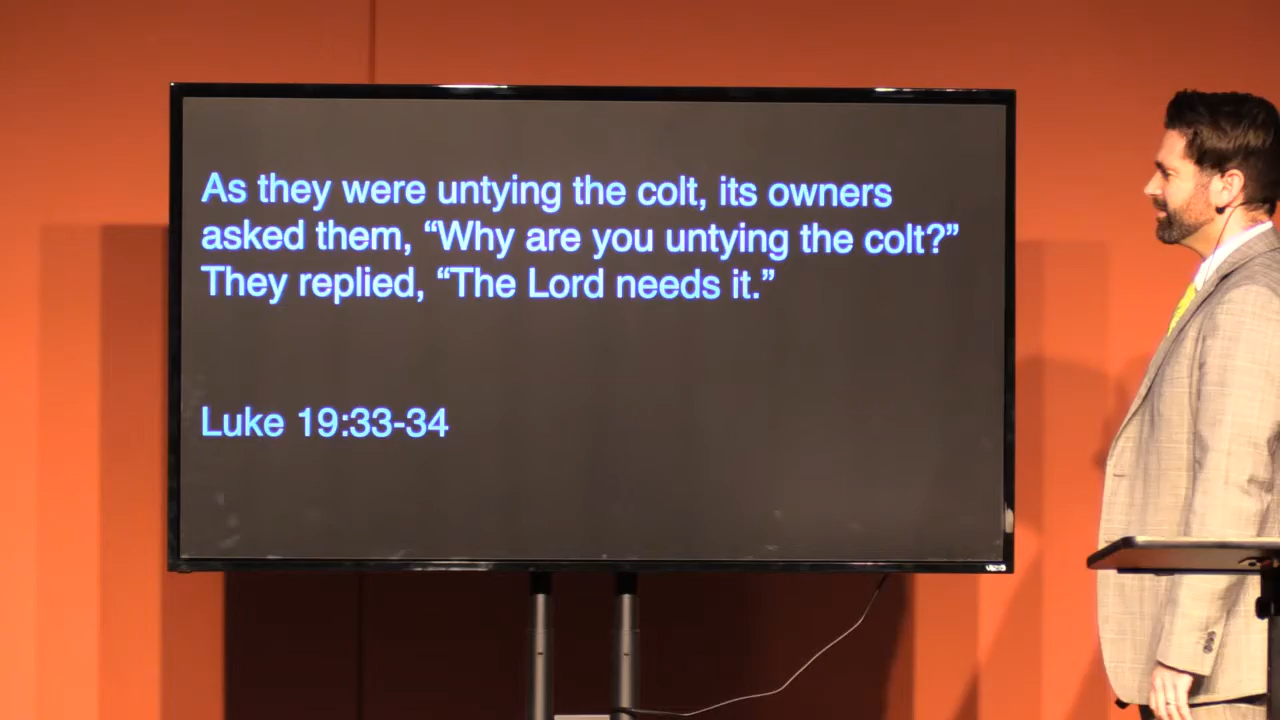 As they were untying the colt, its owners
asked them, “Why are you untying the colt?”
They replied, “The Lord needs it.”
Luke 19:33-34
VIZIO